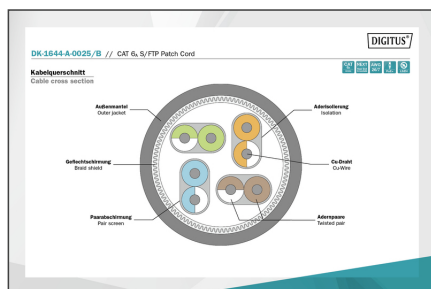 DIGITUS®
DK-1644-A-0025/B // CAT 6A S/FTP Patch Cord
Kabelquerschnitt
Cable cross section
Außenmantel
Outer jacket
Aderisolierung
Isolation
Geflechtschirmung
Braid shield
Cu-Draht
Cu-Wire
Paarabschirmung
Pair screen
Adernpaare
Twisted pair